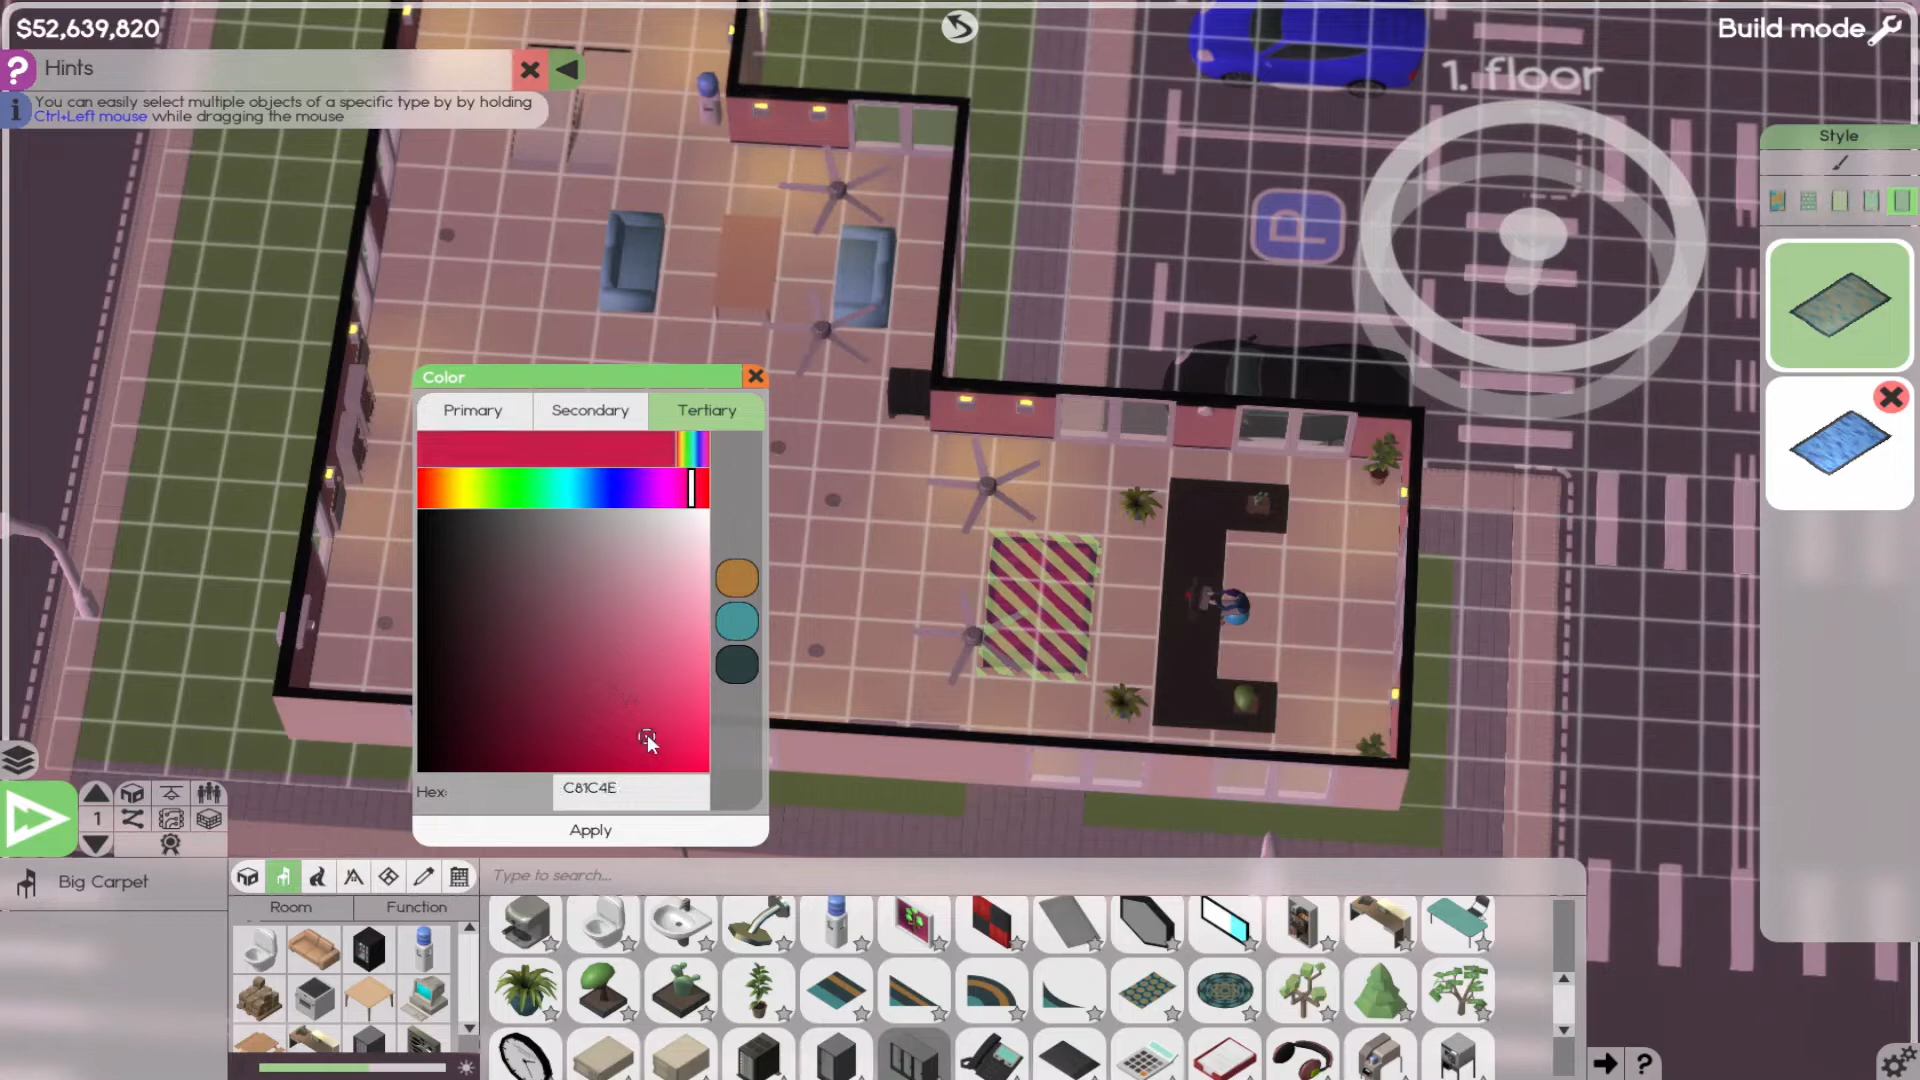 $52,639,820
Build mode
? Hints
i You can easily select multiple objects of a specific type by by holding
Ctrl+Left mouse while dragging the mouse
1. floor
P
Style
Color
Primary
Secondary
Tertiary
Hex:
C81C4E
Apply
1
Big Carpet
Type to search...
Room
Function
?